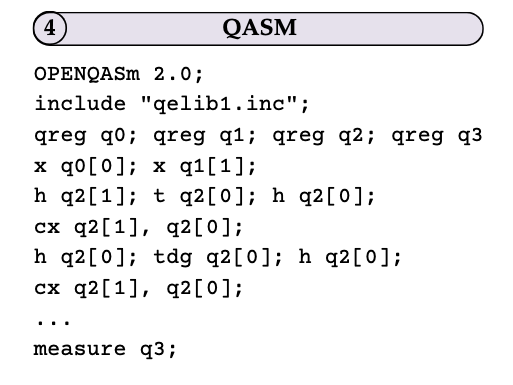 4 QASM
OPENQASm 2.0;
include "qelib1.inc";
qreg q0; qreg q1; qreg q2; qreg q3
x q0[0]; x q1[1];
h q2[1]; t q2[0]; h q2[0];
cx q2[1], q2[0];
h q2[0]; tdg q2[0]; h q2[0];
cx q2[1], q2[0];
...
measure q3;